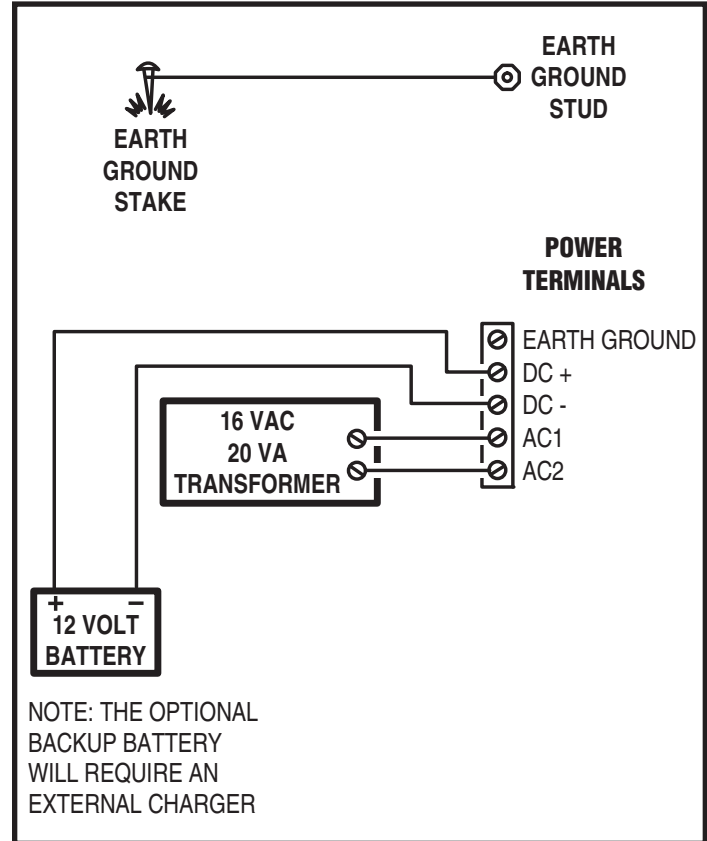 EARTH
GROUND
STUD
EARTH
GROUND
STAKE
POWER
TERMINALS
EARTH GROUND
DC +
DC -
AC1
AC2
16 VAC
20 VA
TRANSFORMER
+ –
12 VOLT
BATTERY
NOTE: THE OPTIONAL
BACKUP BATTERY
WILL REQUIRE AN
EXTERNAL CHARGER